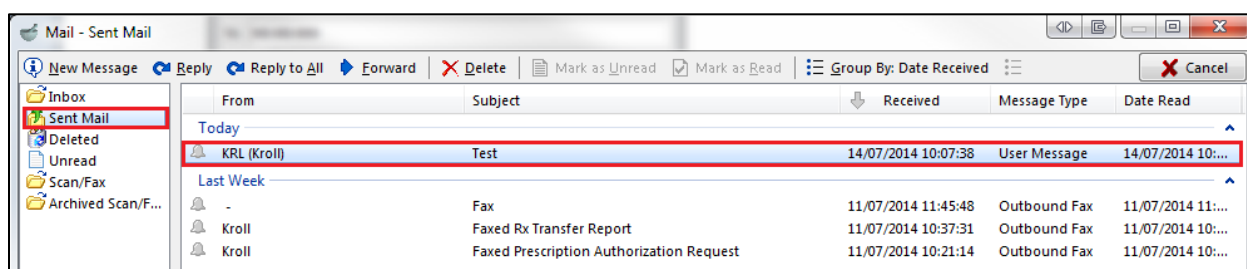 Mail - Sent Mail
New Message Reply Reply to All Forward Delete Mark as Unread Mark as Read Group By: Date Received Cancel
Inbox
Sent Mail
Deleted
Unread
Scan/Fax
Archived Scan/F...
From Subject Received Message Type Date Read
Today
KRL (Kroll) Test 14/07/2014 10:07:38 User Message 14/07/2014 10:...
Last Week
- Fax 11/07/2014 11:45:48 Outbound Fax 11/07/2014 11:...
Kroll Faxed Rx Transfer Report 11/07/2014 10:37:31 Outbound Fax 11/07/2014 10:...
Kroll Faxed Prescription Authorization Request 11/07/2014 10:21:14 Outbound Fax 11/07/2014 10:...